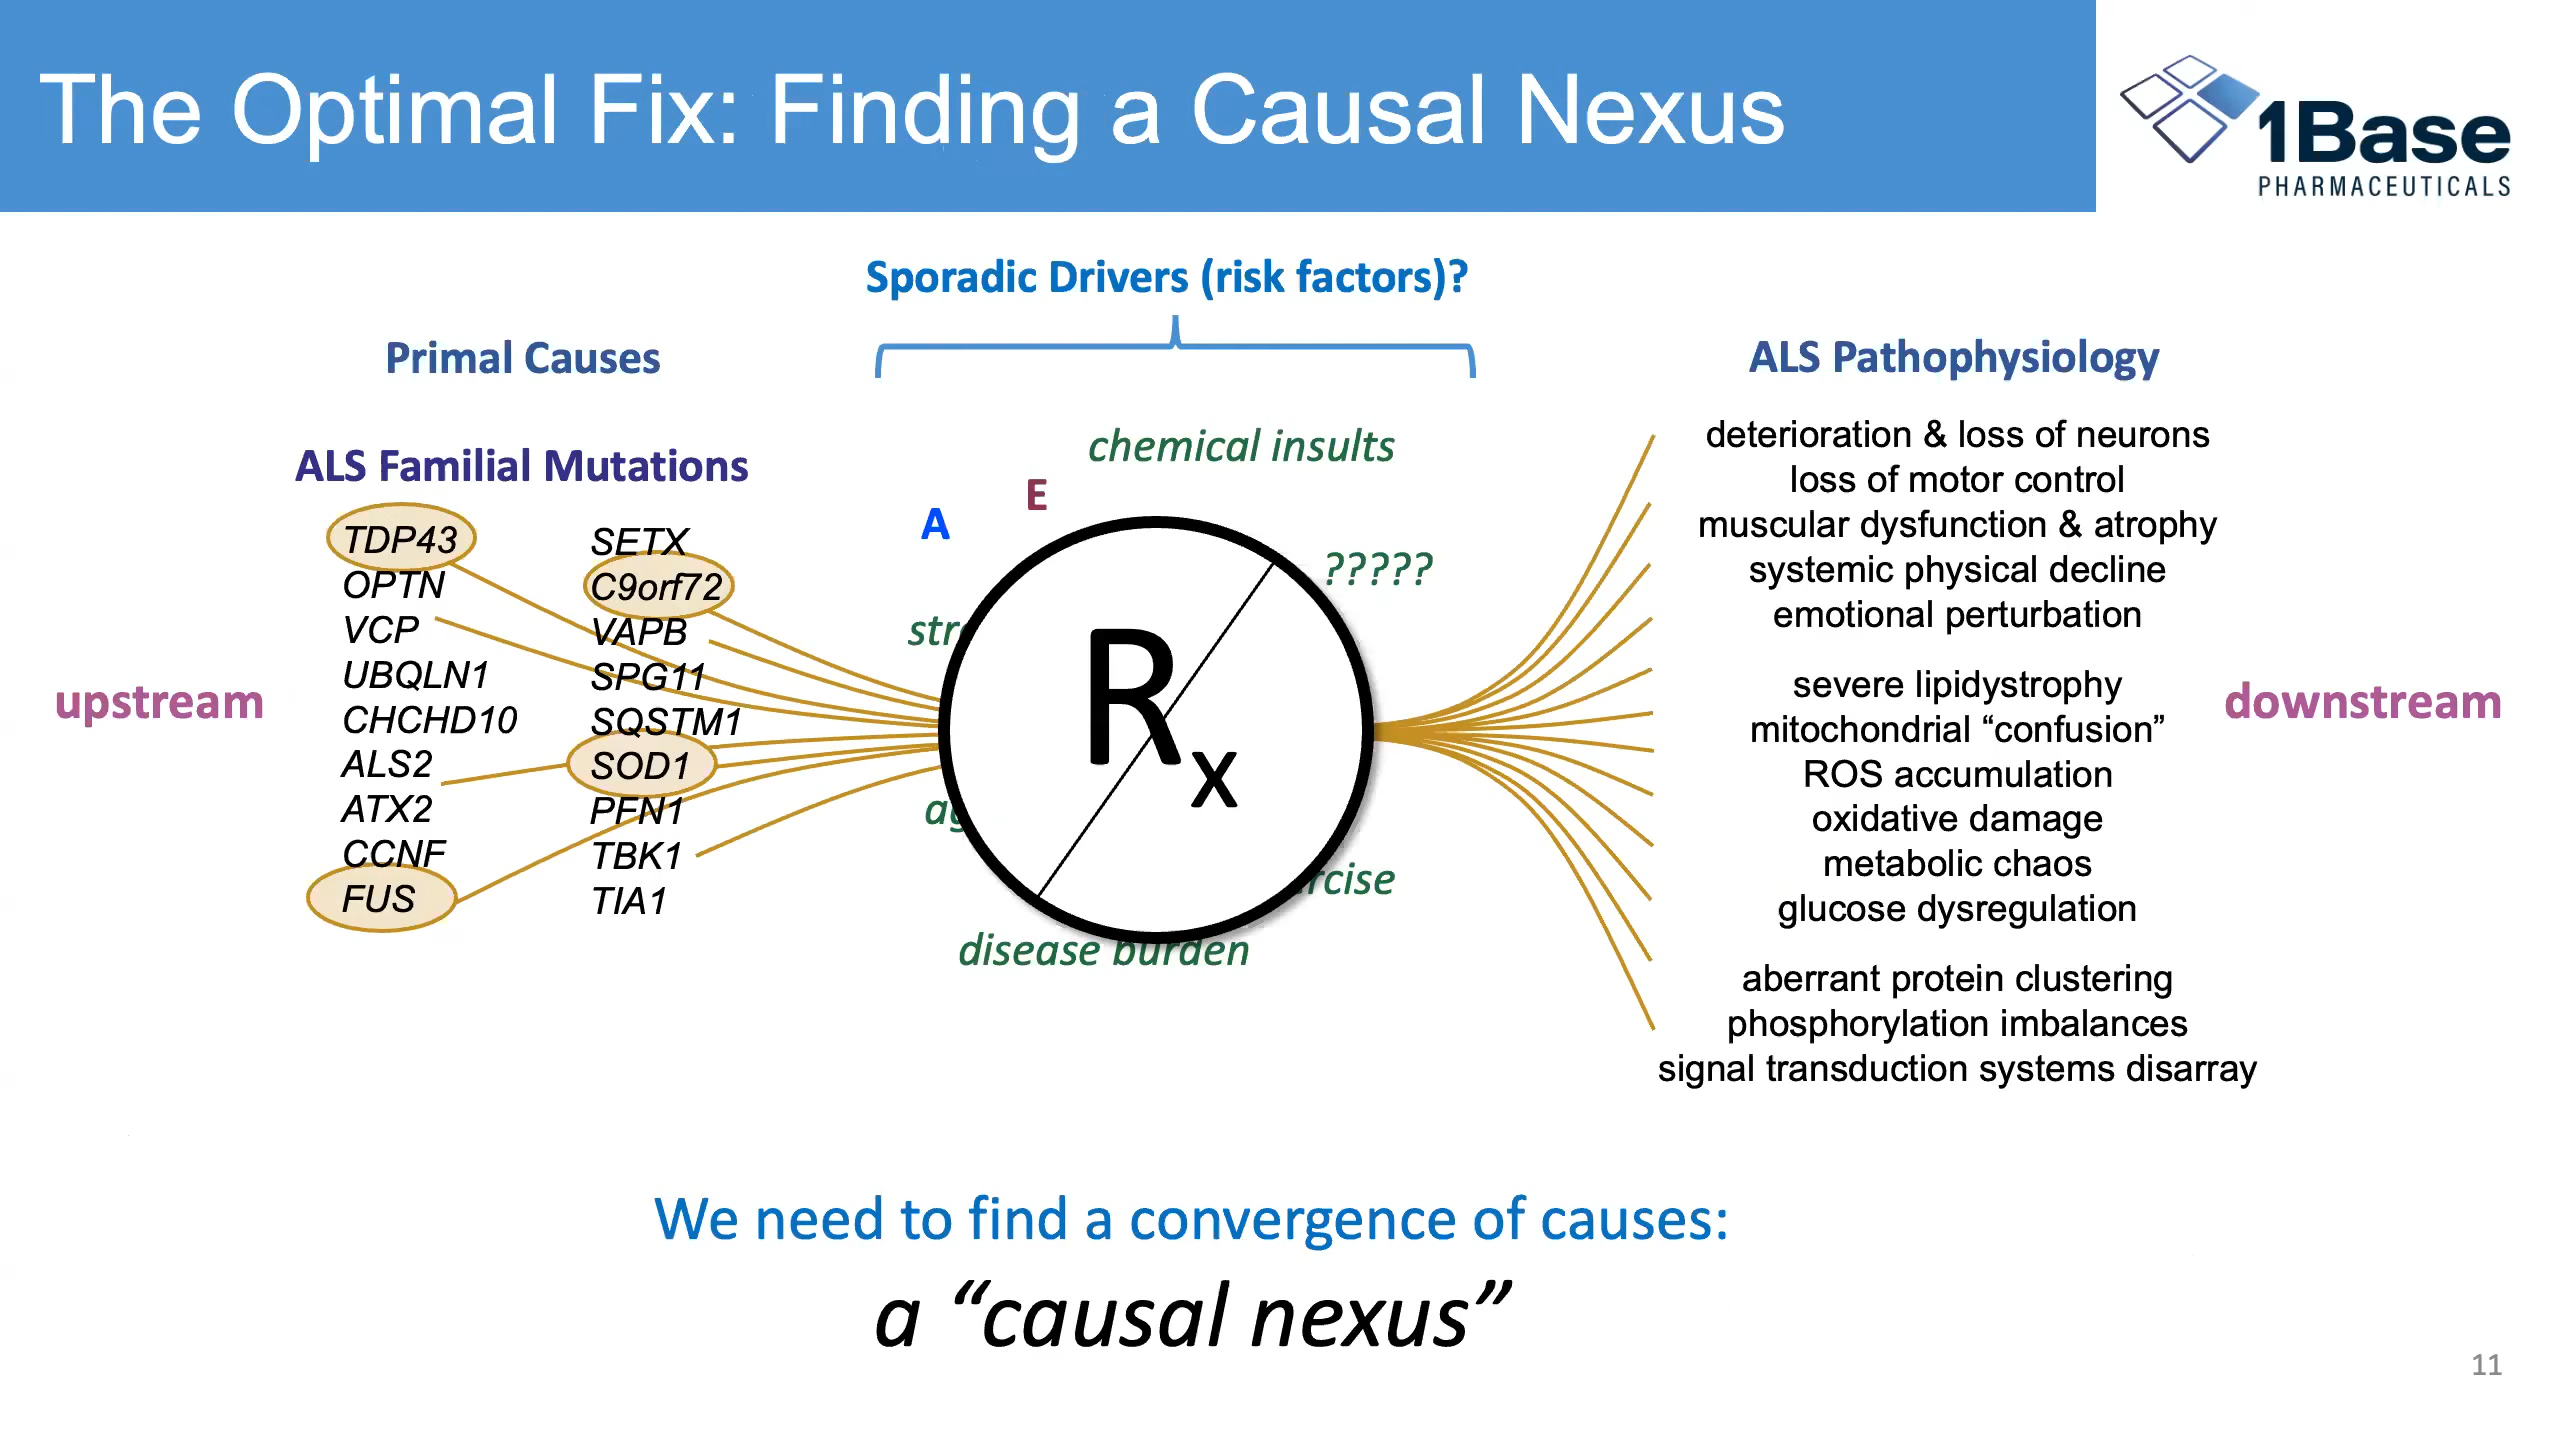 The Optimal Fix: Finding a Causal Nexus
1Base
PHARMACEUTICALS
Sporadic Drivers (risk factors)?
Primal Causes
ALS Pathophysiology
ALS Familial Mutations
TDP43
OPTN
VCP
UBQLN1
CHCHD10
ALS2
ATX2
CCNF
FUS
SETX
C9orf72
VAPB
SPG11
SQSTM1
SOD1
PFN1
TBK1
TIA1
upstream
chemical insults
E
A
?????
Rx
disease burden
deterioration & loss of neurons
loss of motor control
muscular dysfunction & atrophy
systemic physical decline
emotional perturbation
severe lipidystrophy
mitochondrial “confusion”
ROS accumulation
oxidative damage
metabolic chaos
glucose dysregulation
aberrant protein clustering
phosphorylation imbalances
signal transduction systems disarray
downstream
We need to find a convergence of causes:
a “causal nexus”
11